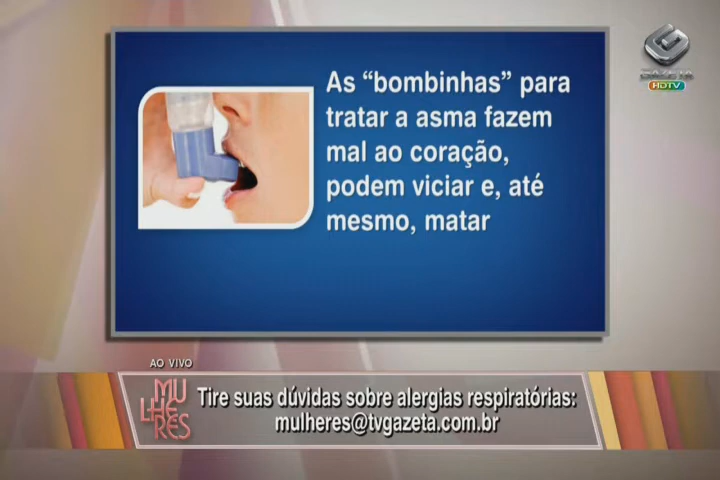 GAZETA
HDTV
As “bombinhas” para
tratar a asma fazem
mal ao coração,
podem viciar e, até
mesmo, matar
AO VIVO
MU
LHE
RES
Tire suas dúvidas sobre alergias respiratórias:
mulheres@tvgazeta.com.br